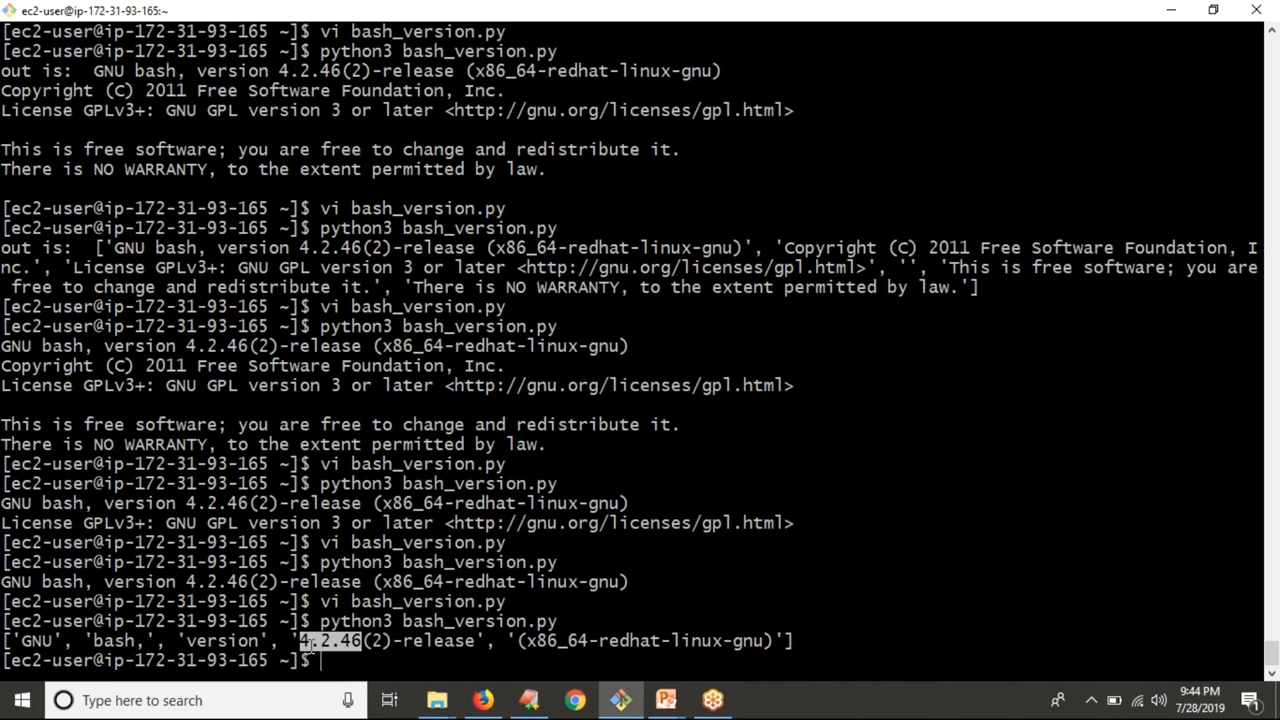 ec2-user@ip-172-31-93-165:~
[ec2-user@ip-172-31-93-165 ~]$ vi bash_version.py
[ec2-user@ip-172-31-93-165 ~]$ python3 bash_version.py
out is:  GNU bash, version 4.2.46(2)-release (x86_64-redhat-linux-gnu)
Copyright (C) 2011 Free Software Foundation, Inc.
License GPLv3+: GNU GPL version 3 or later <http://gnu.org/licenses/gpl.html>
This is free software; you are free to change and redistribute it.
There is NO WARRANTY, to the extent permitted by law.
[ec2-user@ip-172-31-93-165 ~]$ vi bash_version.py
[ec2-user@ip-172-31-93-165 ~]$ python3 bash_version.py
out is:  ['GNU bash, version 4.2.46(2)-release (x86_64-redhat-linux-gnu)', 'Copyright (C) 2011 Free Software Foundation, I
nc.', 'License GPLv3+: GNU GPL version 3 or later <http://gnu.org/licenses/gpl.html>', '', 'This is free software; you are
 free to change and redistribute it.', 'There is NO WARRANTY, to the extent permitted by law.']
[ec2-user@ip-172-31-93-165 ~]$ vi bash_version.py
[ec2-user@ip-172-31-93-165 ~]$ python3 bash_version.py
GNU bash, version 4.2.46(2)-release (x86_64-redhat-linux-gnu)
Copyright (C) 2011 Free Software Foundation, Inc.
License GPLv3+: GNU GPL version 3 or later <http://gnu.org/licenses/gpl.html>
This is free software; you are free to change and redistribute it.
There is NO WARRANTY, to the extent permitted by law.
[ec2-user@ip-172-31-93-165 ~]$ vi bash_version.py
[ec2-user@ip-172-31-93-165 ~]$ python3 bash_version.py
GNU bash, version 4.2.46(2)-release (x86_64-redhat-linux-gnu)
License GPLv3+: GNU GPL version 3 or later <http://gnu.org/licenses/gpl.html>
[ec2-user@ip-172-31-93-165 ~]$ vi bash_version.py
[ec2-user@ip-172-31-93-165 ~]$ python3 bash_version.py
GNU bash, version 4.2.46(2)-release (x86_64-redhat-linux-gnu)
[ec2-user@ip-172-31-93-165 ~]$ vi bash_version.py
[ec2-user@ip-172-31-93-165 ~]$ python3 bash_version.py
['GNU', 'bash,', 'version', '4.2.46(2)-release', '(x86_64-redhat-linux-gnu)']
[ec2-user@ip-172-31-93-165 ~]$
Type here to search
9:44 PM
7/28/2019
1